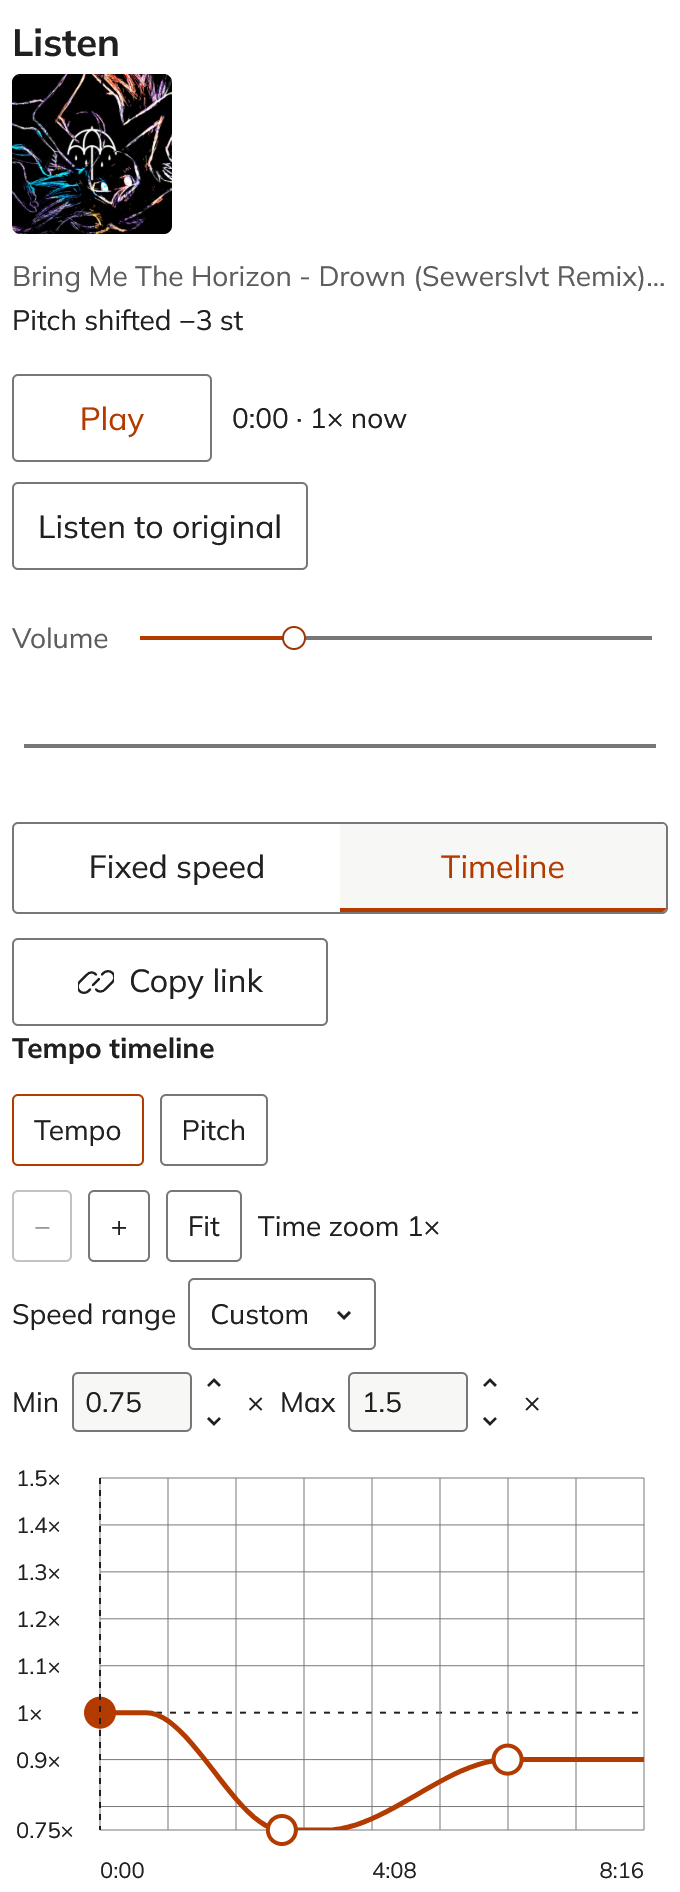 Listen
Bring Me The Horizon - Drown (Sewerslvt Remix)...
Pitch shifted −3 st
Play
0:00 · 1× now
Listen to original
Volume
Fixed speed
Timeline
Copy link
Tempo timeline
Tempo
Pitch
−
+
Fit
Time zoom 1×
Speed range
Custom
Min 0.75 × Max 1.5 ×
1.5×
1.4×
1.3×
1.2×
1.1×
1×
0.9×
0.75×
0:00
4:08
8:16